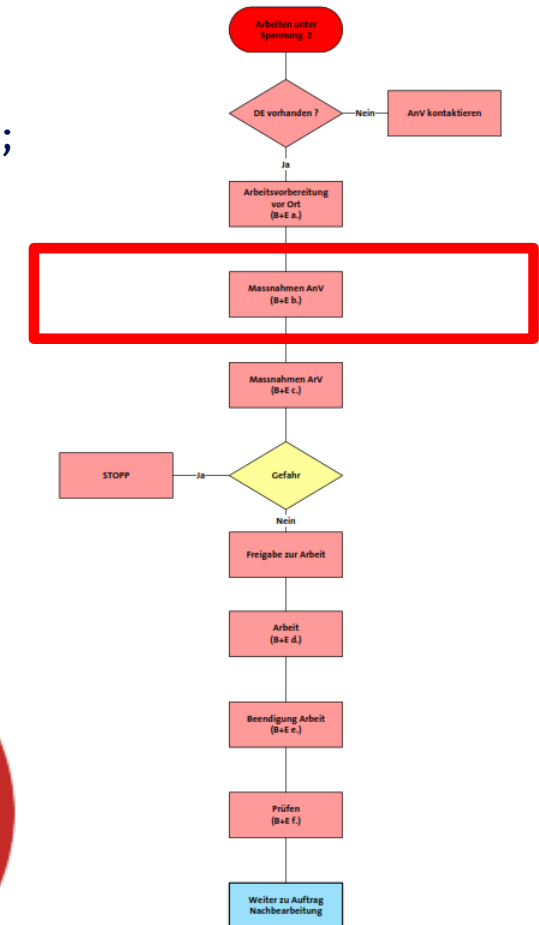 Arbeiten unter
Spannung 2
;
DE vorhanden ?
Nein
AnV kontaktieren
Ja
Arbeitsvorbereitung
vor Ort
(B+E a.)
Massnahmen AnV
(B+E b.)
Massnahmen ArV
(B+E c.)
STOPP
Ja
Gefahr
Nein
Freigabe zur Arbeit
Arbeit
(B+E d.)
Beendigung Arbeit
(B+E e.)
Prüfen
(B+E f.)
Weiter zu Auftrag
Nachbearbeitung